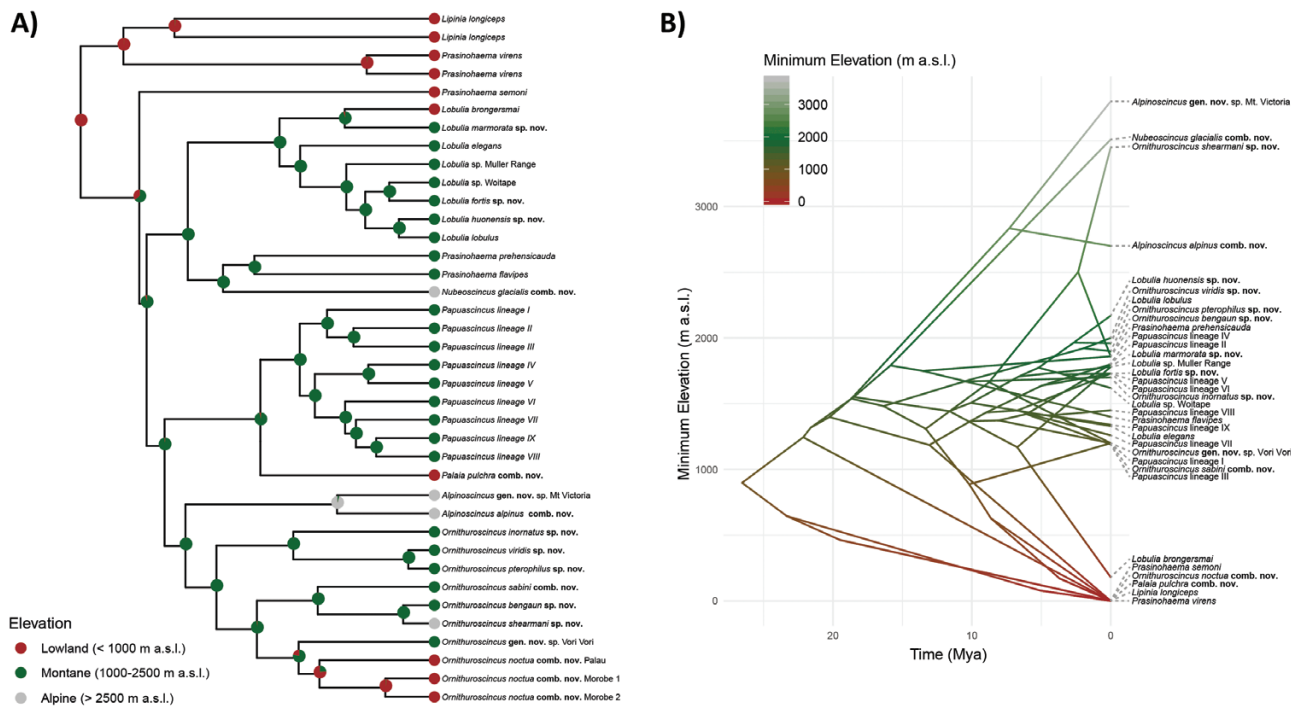 A)
Lipinia longiceps
Lipinia longiceps
Prasinohaema virens
Prasinohaema virens
Prasinohaema semoni
Lobulia brongersmai
Lobulia marmorata sp. nov.
Lobulia elegans
Lobulia sp. Muller Range
Lobulia sp. Woitape
Lobulia fortis sp. nov.
Lobulia huonensis sp. nov.
Lobulia lobulus
Prasinohaema prehensicauda
Prasinohaema flavipes
Nubeoscincus glacialis comb. nov.
Papuascincus lineage I
Papuascincus lineage II
Papuascincus lineage III
Papuascincus lineage IV
Papuascincus lineage V
Papuascincus lineage VI
Papuascincus lineage VII
Papuascincus lineage IX
Papuascincus lineage VIII
Palaia pulchra comb. nov.
Alpinoscincus gen. nov. sp. Mt Victoria
Alpinoscincus alpinus comb. nov.
Ornithuroscincus inornatus sp. nov.
Ornithuroscincus viridis sp. nov.
Ornithuroscincus pterophilus sp. nov.
Ornithuroscincus sabini comb. nov.
Ornithuroscincus bengaun sp. nov.
Ornithuroscincus shearmani sp. nov.
Ornithuroscincus gen. nov. sp. Vori Vori
Ornithuroscincus noctua comb. nov. Palau
Ornithuroscincus noctua comb. nov. Morobe 1
Ornithuroscincus noctua comb. nov. Morobe 2
Elevation
Lowland (< 1000 m a.s.l.)
Montane (1000-2500 m a.s.l.)
Alpine (> 2500 m a.s.l.)
B)
Minimum Elevation (m a.s.l.)
3000
2000
1000
0
Minimum Elevation (m a.s.l.)
3000
2000
1000
0
20
10
0
Time (Mya)
Alpinoscincus gen. nov. sp. Mt. Victoria
Nubeoscincus glacialis comb. nov.
Ornithuroscincus shearmani sp. nov.
Alpinoscincus alpinus comb. nov.
Lobulia huonensis sp. nov.
Ornithuroscincus viridis sp. nov.
Lobulia lobulus
Ornithuroscincus pterophilus sp. nov.
Ornithuroscincus bengaun sp. nov.
Prasinohaema prehensicauda
Papuascincus lineage IV
Papuascincus lineage II
Lobulia marmorata sp. nov.
Lobulia sp. Muller Range
Lobulia fortis sp. nov.
Papuascincus lineage V
Papuascincus lineage VI
Ornithuroscincus inornatus sp. nov.
Lobulia sp. Woitape
Papuascincus lineage VIII
Prasinohaema flavipes
Papuascincus lineage IX
Lobulia elegans
Papuascincus lineage VII
Ornithuroscincus gen. nov. sp. Vori Vori
Papuascincus lineage I
Ornithuroscincus sabini comb. nov.
Papuascincus lineage III
Lobulia brongersmai
Prasinohaema semoni
Ornithuroscincus noctua comb. nov.
Palaia pulchra comb. nov.
Lipinia longiceps
Prasinohaema virens